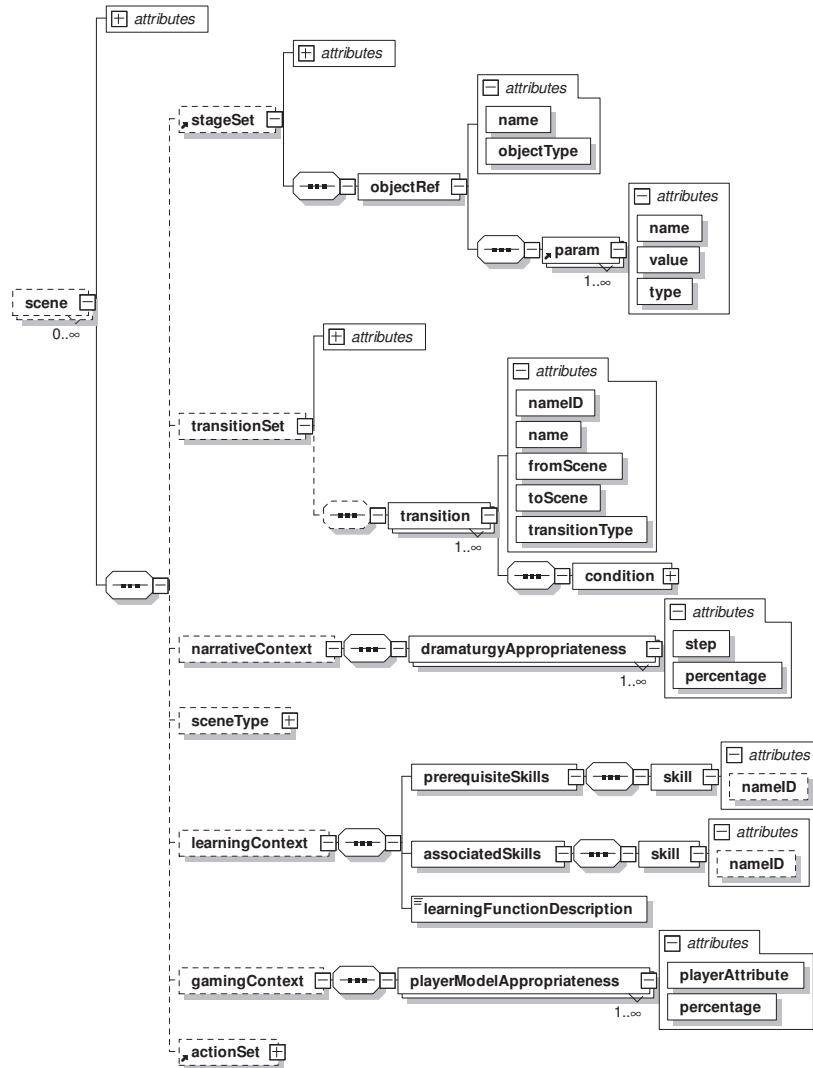 attributes
stageSet
attributes
objectRef
attributes
name
objectType
param
1..∞
attributes
name
value
type
scene
0..∞
transitionSet
attributes
transition
1..∞
attributes
nameID
name
fromScene
toScene
transitionType
condition
narrativeContext
dramaturgyAppropriateness
1..∞
attributes
step
percentage
sceneType
learningContext
prerequisiteSkills
skill
attributes
nameID
associatedSkills
skill
attributes
nameID
learningFunctionDescription
gamingContext
playerModelAppropriateness
1..∞
attributes
playerAttribute
percentage
actionSet